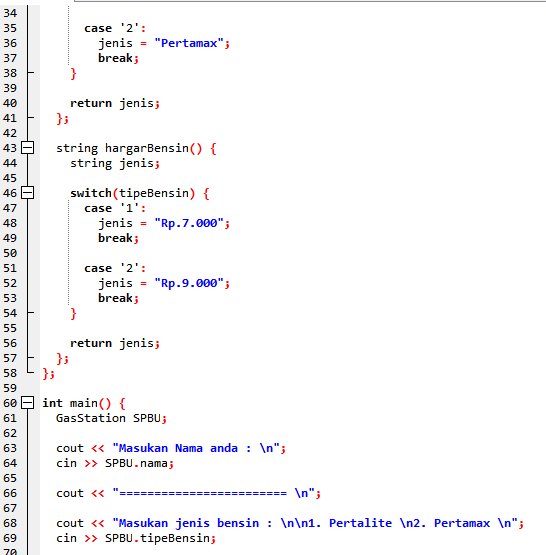 34
35 case '2':
36 jenis = "Pertamax";
37 break;
38 }
39
40 return jenis;
41 };
42
43 string hargarBensin() {
44 string jenis;
45
46 switch(tipeBensin) {
47 case '1':
48 jenis = "Rp.7.000";
49 break;
50
51 case '2':
52 jenis = "Rp.9.000";
53 break;
54 }
55
56 return jenis;
57 };
58 };
59
60 int main() {
61 GasStation SPBU;
62
63 cout << "Masukan Nama anda : \n";
64 cin >> SPBU.nama;
65
66 cout << "======================== \n";
67
68 cout << "Masukan jenis bensin : \n\n1. Pertalite \n2. Pertamax \n";
69 cin >> SPBU.tipeBensin;
70